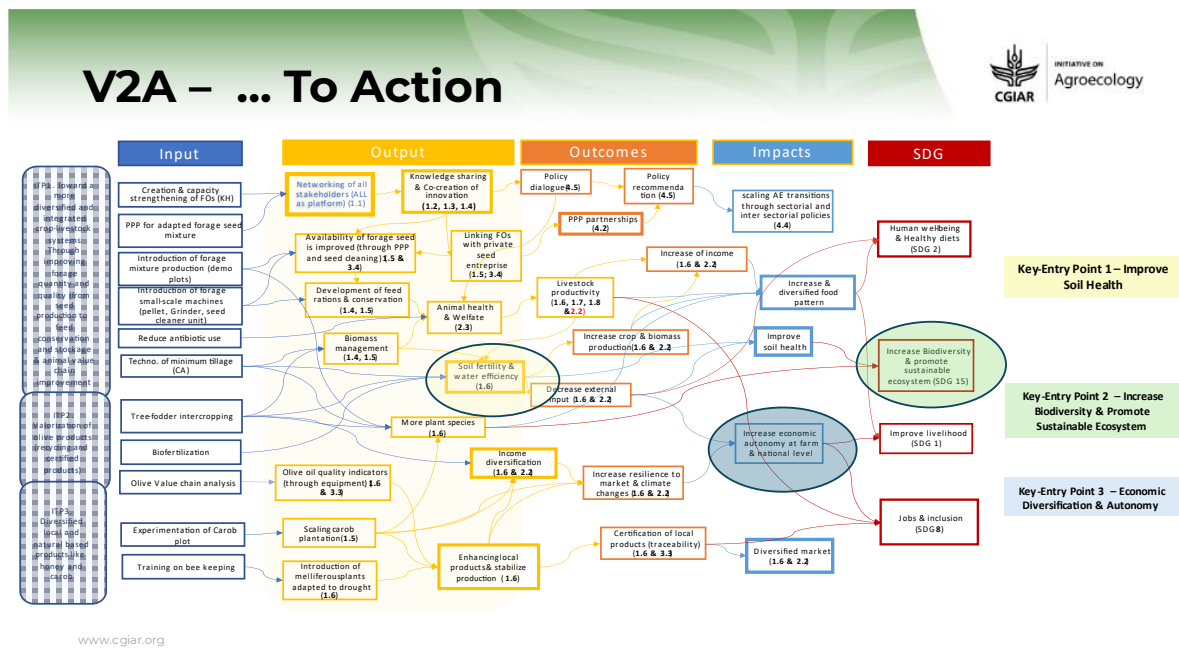 V2A – ... To Action
CGIAR
INITIATIVE ON
Agroecology
Input
Output
Outcomes
Impacts
SDG
ITP1. Toward a
more
diversified and
integrated
crop-livestock
systems
Through
improving
forage
quantity and
quality (from
seed
production to
feed
conservation
and stockage
& animal value
chain
improvement
ITP2:
Valorization of
olive products
(recycling and
certified
products)
ITP3.
Diversified
local and
natural based
products like
honey and
carob
Creation & capacity
strengthening of FOs (KH)
PPP for adapted forage seed
mixture
Introduction of forage
mixture production (demo
plots)
Introduction of forage
small-scale machines
(pellet, Grinder, seed
cleaner unit)
Reduce antibiotic use
Techno. of minimum tillage
(CA)
Tree-fodder intercropping
Biofertilization
Olive Value chain analysis
Experimentation of Carob
plot
Training on bee keeping
Networking of all
stakeholders (ALL
as platform) (1.1)
Knowledge sharing
& Co-creation of
innovation
(1.2, 1.3, 1.4)
Availability of forage seed
is improved (through PPP
and seed cleaning) (1.5 &
3.4)
Linking FOs
with private
seed
entreprise
(1.5; 3.4)
Development of feed
rations & conservation
(1.4, 1.5)
Animal health
& Welfate
(2.3)
Biomass
management
(1.4, 1.5)
Soil fertility &
water efficiency
(1.6)
More plant species
(1.6)
Income
diversification
(1.6 & 2.2)
Olive oil quality indicators
(through equipment) (1.6
& 3.3)
Scaling carob
plantation (1.5)
Introduction of
melliferous plants
adapted to drought
(1.6)
Enhancing local
products & stabilize
production (1.6)
Policy
dialogue (4.5)
Policy
recommenda
tion (4.5)
PPP partnerships
(4.2)
Increase of income
(1.6 & 2.2)
Livestock
productivity
(1.6, 1.7, 1.8
& 2.2)
Increase crop & biomass
production (1.6 & 2.2)
Decrease external
input (1.6 & 2.2)
Increase resilience to
market & climate
changes (1.6 & 2.2)
Certification of local
products (traceability)
(1.6 & 3.3)
scaling AE transitions
through sectorial and
inter sectorial policies
(4.4)
Increase &
diversified food
pattern
Improve
soil health
Increase economic
autonomy at farm
& national level
Diversified market
(1.6 & 2.2)
Human wellbeing
& Healthy diets
(SDG 2)
Increase Biodiversity
& promote
sustainable
ecosystem (SDG 15)
Improve livelihood
(SDG 1)
Jobs & inclusion
(SDG8)
Key-Entry Point 1 – Improve
Soil Health
Key-Entry Point 2 – Increase
Biodiversity & Promote
Sustainable Ecosystem
Key-Entry Point 3 – Economic
Diversification & Autonomy
www.cgiar.org